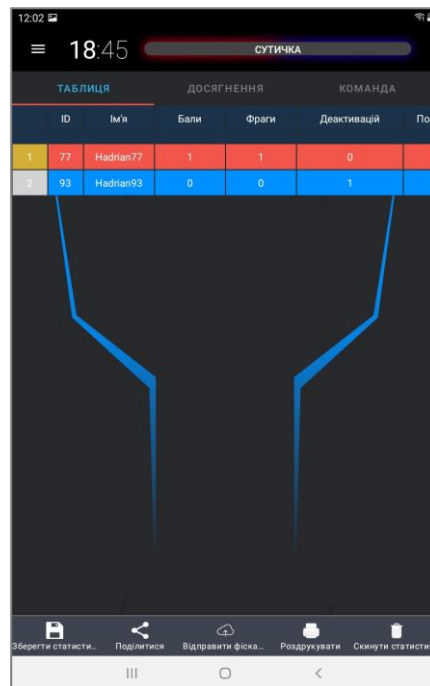 12:02
18:45 СУТИЧКА
ТАБЛИЦЯ ДОСЯГНЕННЯ КОМАНДА
ID Ім'я Бали Фраги Деактивацій По
1 77 Hadrian77 1 1 0
2 93 Hadrian93 0 0 1
Зберегти статисти... Поділитися Відправити фіска... Роздрукувати Скинути статисти